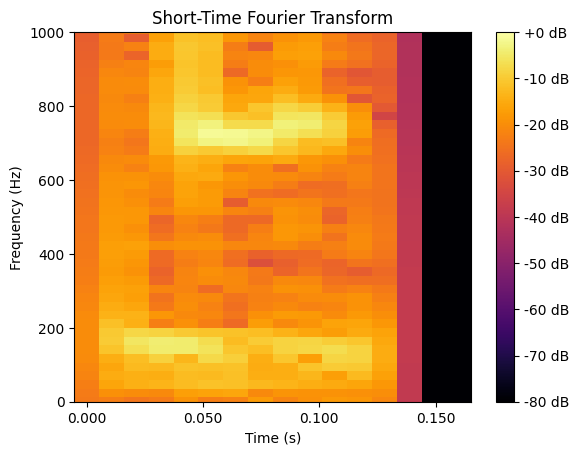 Short-Time Fourier Transform
1000
800
600
400
200
0
Frequency (Hz)
0.000
0.050
0.100
0.150
Time (s)
+0 dB
-10 dB
-20 dB
-30 dB
-40 dB
-50 dB
-60 dB
-70 dB
-80 dB